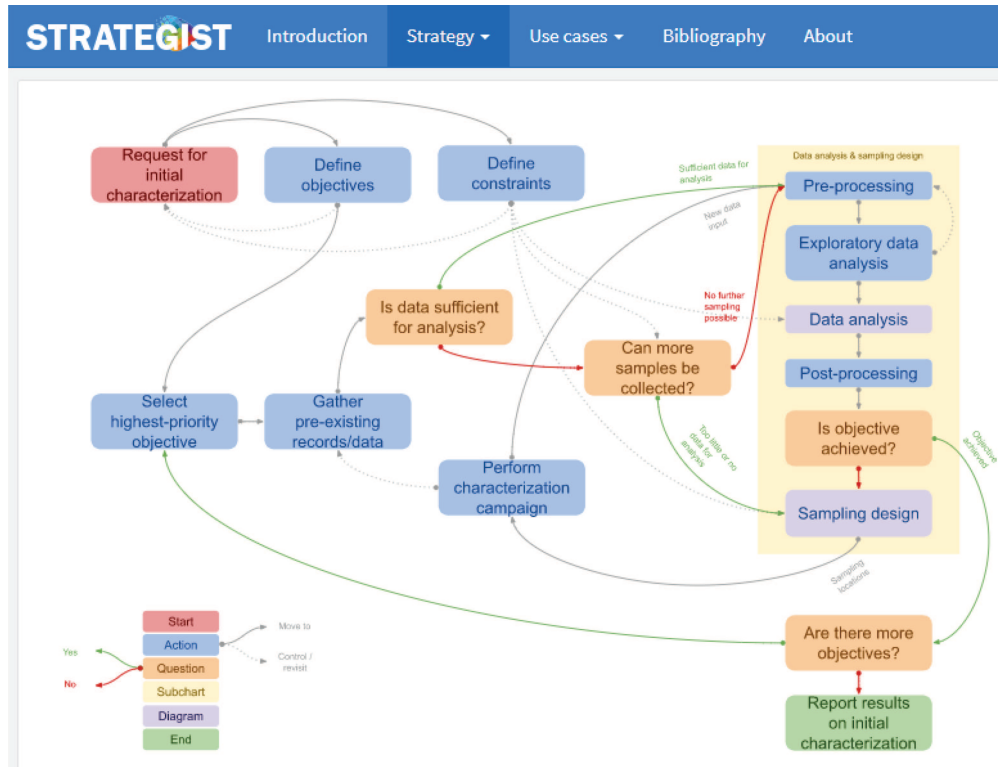 STRATEGIST
Introduction
Strategy
Use cases
Bibliography
About
Request for
initial
characterization
Define
objectives
Define
constraints
Sufficient data for
analysis
New data
input
Data analysis & sampling design
Pre-processing
Exploratory data
analysis
Is data sufficient
for analysis?
No further
sampling
possible
Data analysis
Can more
samples be
collected?
Post-processing
Select
highest-priority
objective
Gather
pre-existing
records/data
Too little or no
data for
analysis
Is objective
achieved?
Objective
achieved
Perform
characterization
campaign
Sampling design
Sampling
locations
Start
Action
Question
Subchart
Diagram
End
Yes
No
Move to
Control /
revisit
Are there more
objectives?
Report results
on initial
characterization